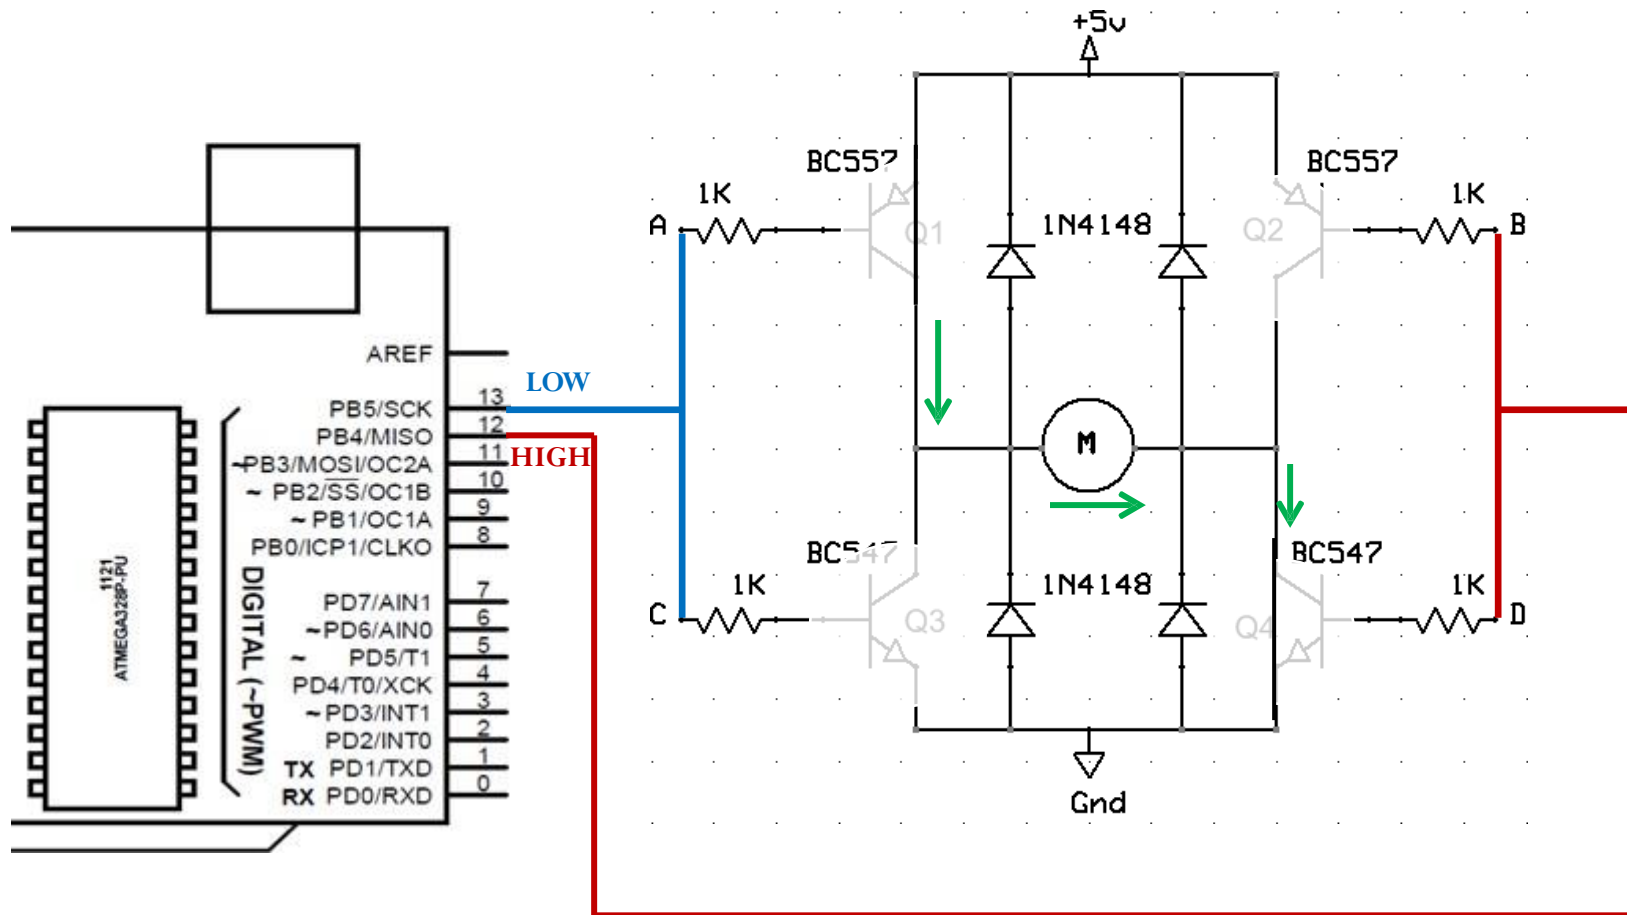 +5v
BC557
BC557
1K
1K
A
Q1
1N4148
Q2
B
AREF
LOW
13
PB5/SCK
12
PB4/MISO
HIGH
11
~PB3/MOSI/OC2A
10
~ PB2/SS/OC1B
9
~PB1/OC1A
8
PB0/ICP1/CLKO
M
BC547
BC547
1121
ATMEGA328P-PU
DIGITAL (~PWM)
7
PD7/AIN1
6
~PD6/AIN0
5
~ PD5/T1
4
PD4/T0/XCK
3
~PD3/INT1
2
PD2/INT0
1
TX PD1/TXD
0
RX PD0/RXD
1K
1N4148
1K
C
Q3
Q4
D
Gnd